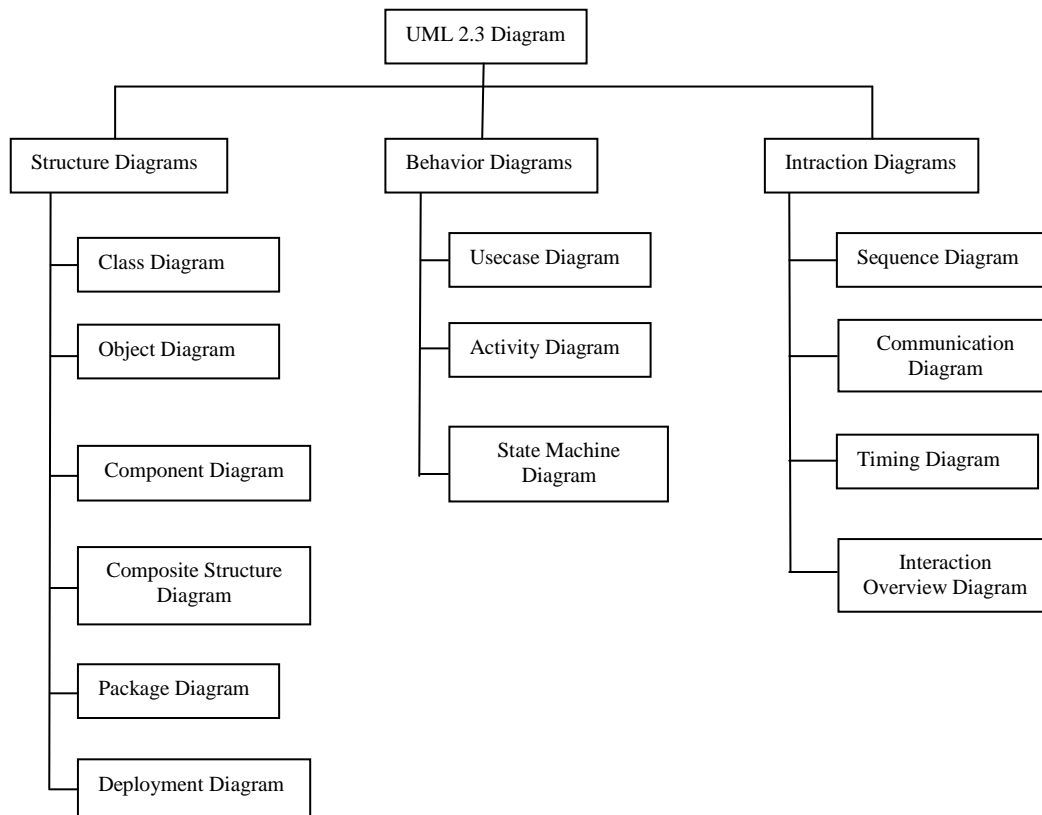 UML 2.3 Diagram
Structure Diagrams
Behavior Diagrams
Intraction Diagrams
Class Diagram
Object Diagram
Component Diagram
Composite Structure
Diagram
Package Diagram
Deployment Diagram
Usecase Diagram
Activity Diagram
State Machine
Diagram
Sequence Diagram
Communication
Diagram
Timing Diagram
Interaction
Overview Diagram